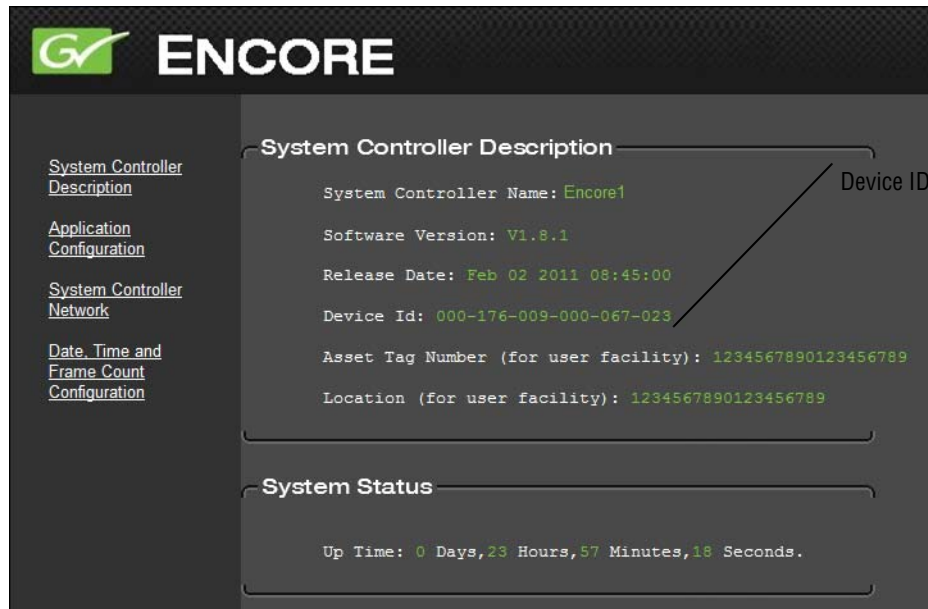 GV ENCORE
System Controller
Description
Application
Configuration
System Controller
Network
Date, Time and
Frame Count
Configuration
System Controller Description
Device ID
System Controller Name: Encore1
Software Version: V1.8.1
Release Date: Feb 02 2011 08:45:00
Device Id: 000-176-009-000-067-023
Asset Tag Number (for user facility): 1234567890123456789
Location (for user facility): 1234567890123456789
System Status
Up Time: 0 Days,23 Hours,57 Minutes,18 Seconds.